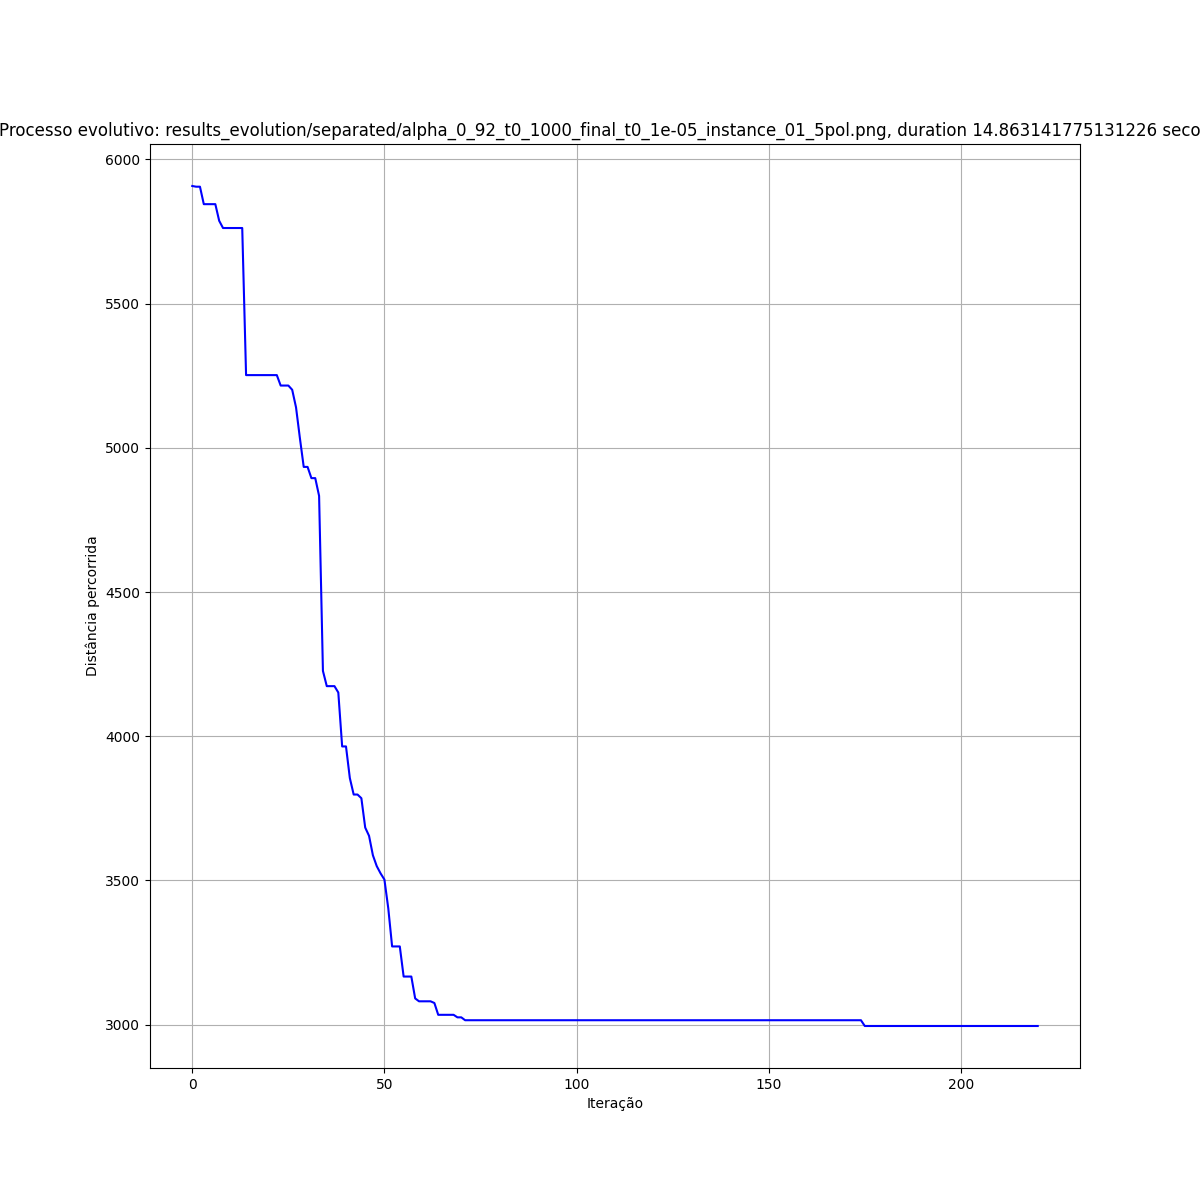 Processo evolutivo: results_evolution/separated/alpha_0_92_t0_1000_final_t0_1e-05_instance_01_5pol.png, duration 14.863141775131226 seco
6000
5500
5000
4500
4000
3500
3000
Distância percorrida
0 50 100 150 200
Iteração